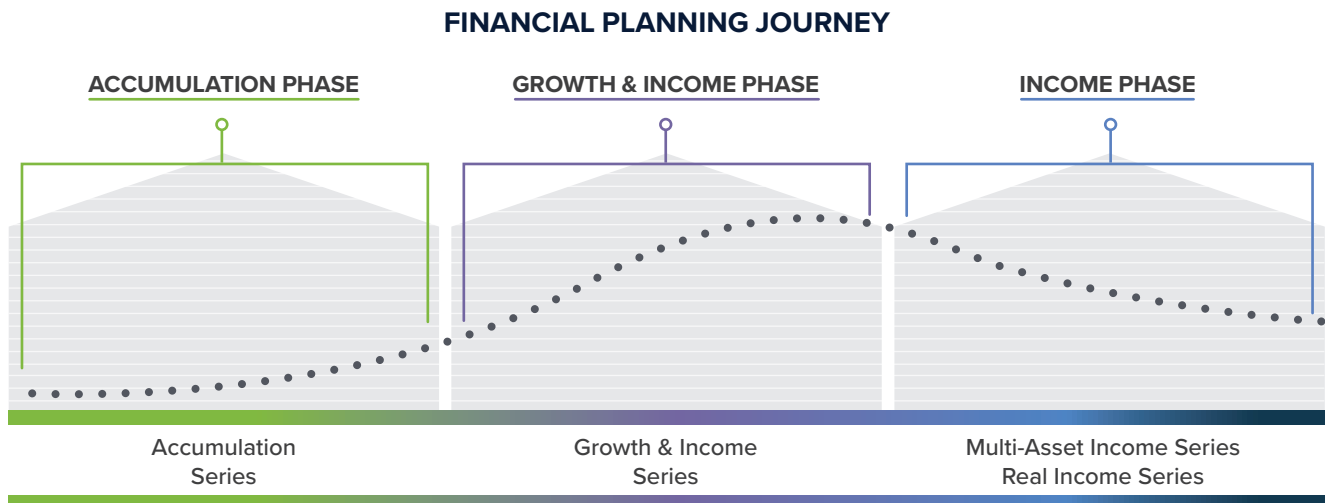 FINANCIAL PLANNING JOURNEY
ACCUMULATION PHASE
GROWTH & INCOME PHASE
INCOME PHASE
Accumulation
Series
Growth & Income
Series
Multi-Asset Income Series
Real Income Series